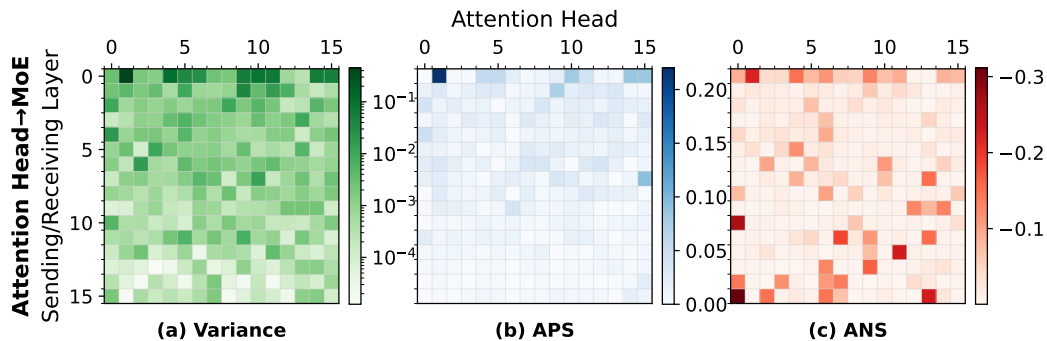 Attention Head
0 5 10 15 0 5 10 15 0 5 10 15
Attention Head→MoE
Sending/Receiving Layer
0
5
10
15
10⁻¹
10⁻²
10⁻³
10⁻⁴
0.20
0.15
0.10
0.05
0.00
−0.3
−0.2
−0.1
(a) Variance
(b) APS
(c) ANS